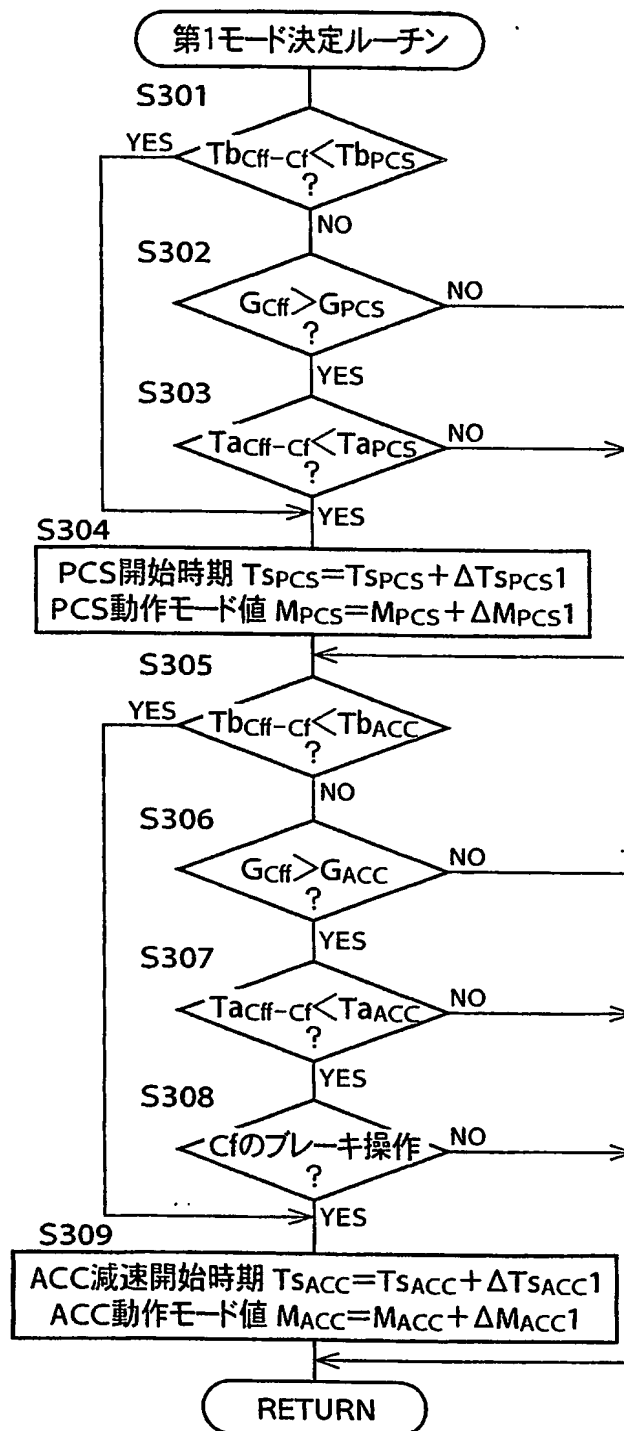 第1モード決定ルーチン
S301
YES
TbCff-Cf<TbPCS
?
NO
S302
GCff>GPCS
?
NO
YES
S303
TaCff-Cf<TaPCS
?
NO
YES
S304
PCS開始時期 TSPCS=TSPCS+ΔTSPCS1
PCS動作モード値 MPCS=MPCS+ΔMPCS1
S305
YES
TbCff-Cf<TbACC
?
NO
S306
GCff>GACC
?
NO
YES
S307
TaCff-Cf<TaACC
?
NO
YES
S308
Cfのブレーキ操作
?
NO
YES
S309
ACC減速開始時期 TSACC=TSACC+ΔTSACC1
ACC動作モード値 MACC=MACC+ΔMACC1
RETURN